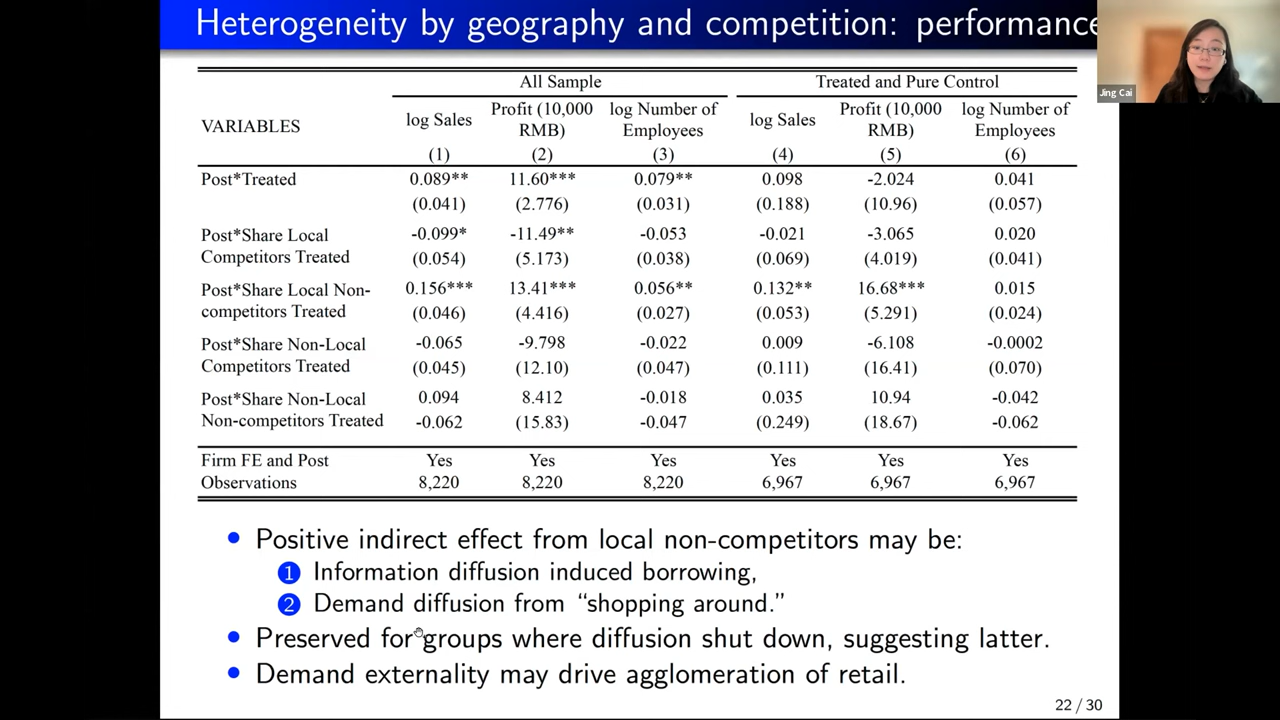 Heterogeneity by geography and competition: performance
Jing Cai
All Sample Treated and Pure Control
VARIABLES log Sales Profit (10,000 RMB) log Number of Employees log Sales Profit (10,000 RMB) log Number of Employees
(1) (2) (3) (4) (5) (6)
Post*Treated 0.089** 11.60*** 0.079** 0.098 -2.024 0.041
(0.041) (2.776) (0.031) (0.188) (10.96) (0.057)
Post*Share Local -0.099* -11.49** -0.053 -0.021 -3.065 0.020
Competitors Treated (0.054) (5.173) (0.038) (0.069) (4.019) (0.041)
Post*Share Local Non- 0.156*** 13.41*** 0.056** 0.132** 16.68*** 0.015
competitors Treated (0.046) (4.416) (0.027) (0.053) (5.291) (0.024)
Post*Share Non-Local -0.065 -9.798 -0.022 0.009 -6.108 -0.0002
Competitors Treated (0.045) (12.10) (0.047) (0.111) (16.41) (0.070)
Post*Share Non-Local 0.094 8.412 -0.018 0.035 10.94 -0.042
Non-competitors Treated -0.062 (15.83) -0.047 (0.249) (18.67) -0.062
Firm FE and Post Yes Yes Yes Yes Yes Yes
Observations 8,220 8,220 8,220 6,967 6,967 6,967
• Positive indirect effect from local non-competitors may be:
1 Information diffusion induced borrowing,
2 Demand diffusion from “shopping around.”
• Preserved for groups where diffusion shut down, suggesting latter.
• Demand externality may drive agglomeration of retail.
22 / 30